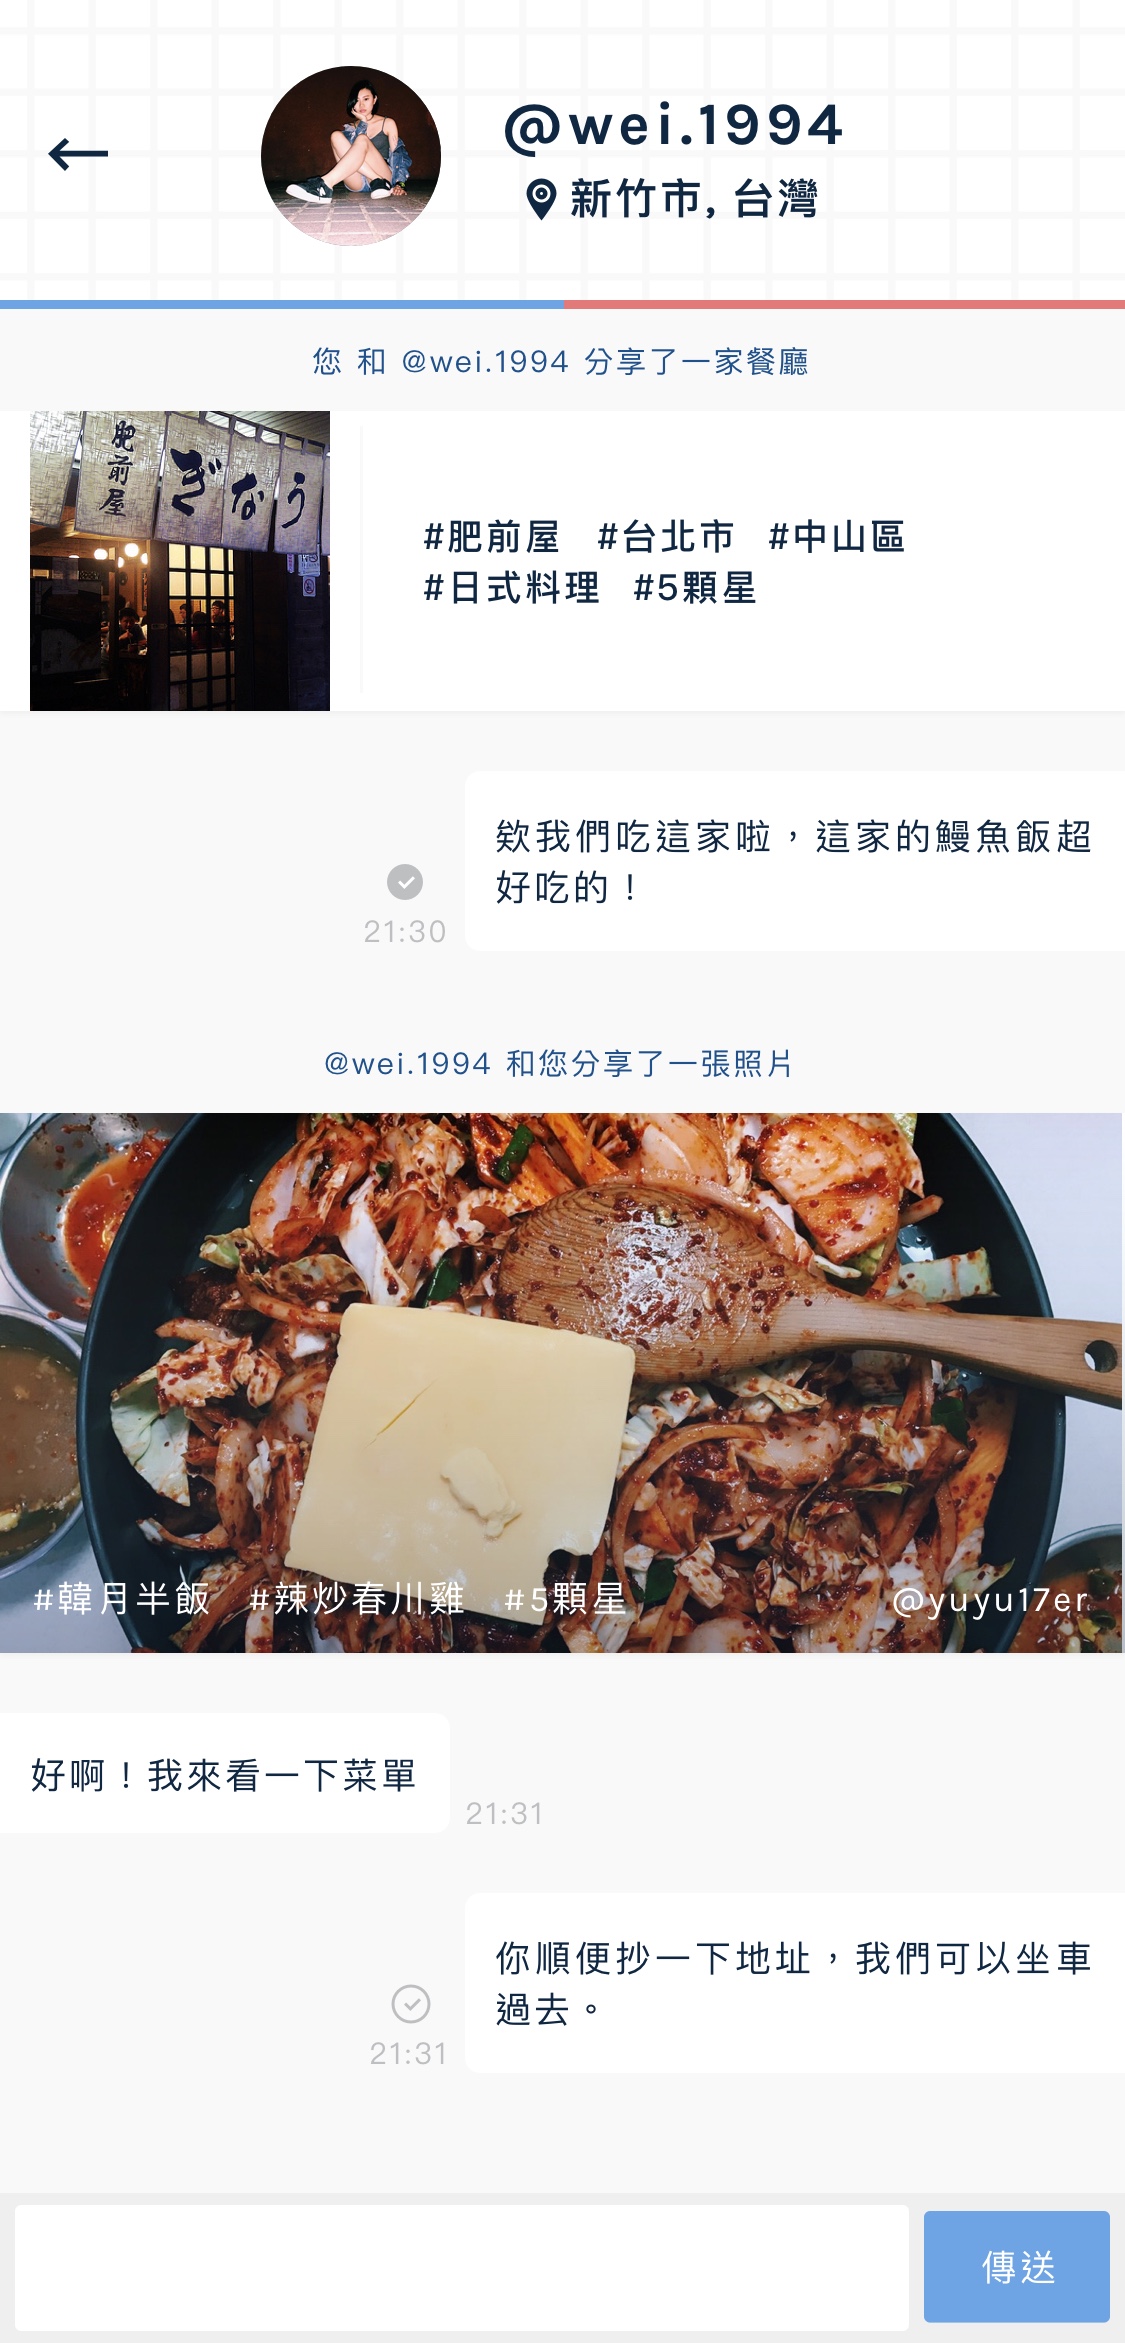 @wei.1994
新竹市, 台灣
您 和 @wei.1994 分享了一家餐廳
肥前屋
ぎなう
#肥前屋 #台北市 #中山區
#日式料理 #5顆星
欸我們吃這家啦，這家的鰻魚飯超
好吃的！
21:30
@wei.1994 和您分享了一張照片
#韓月半飯 #辣炒春川雞 #5顆星 @yuyu17er
好啊！我來看一下菜單
21:31
你順便抄一下地址，我們可以坐車
過去。
21:31
傳送